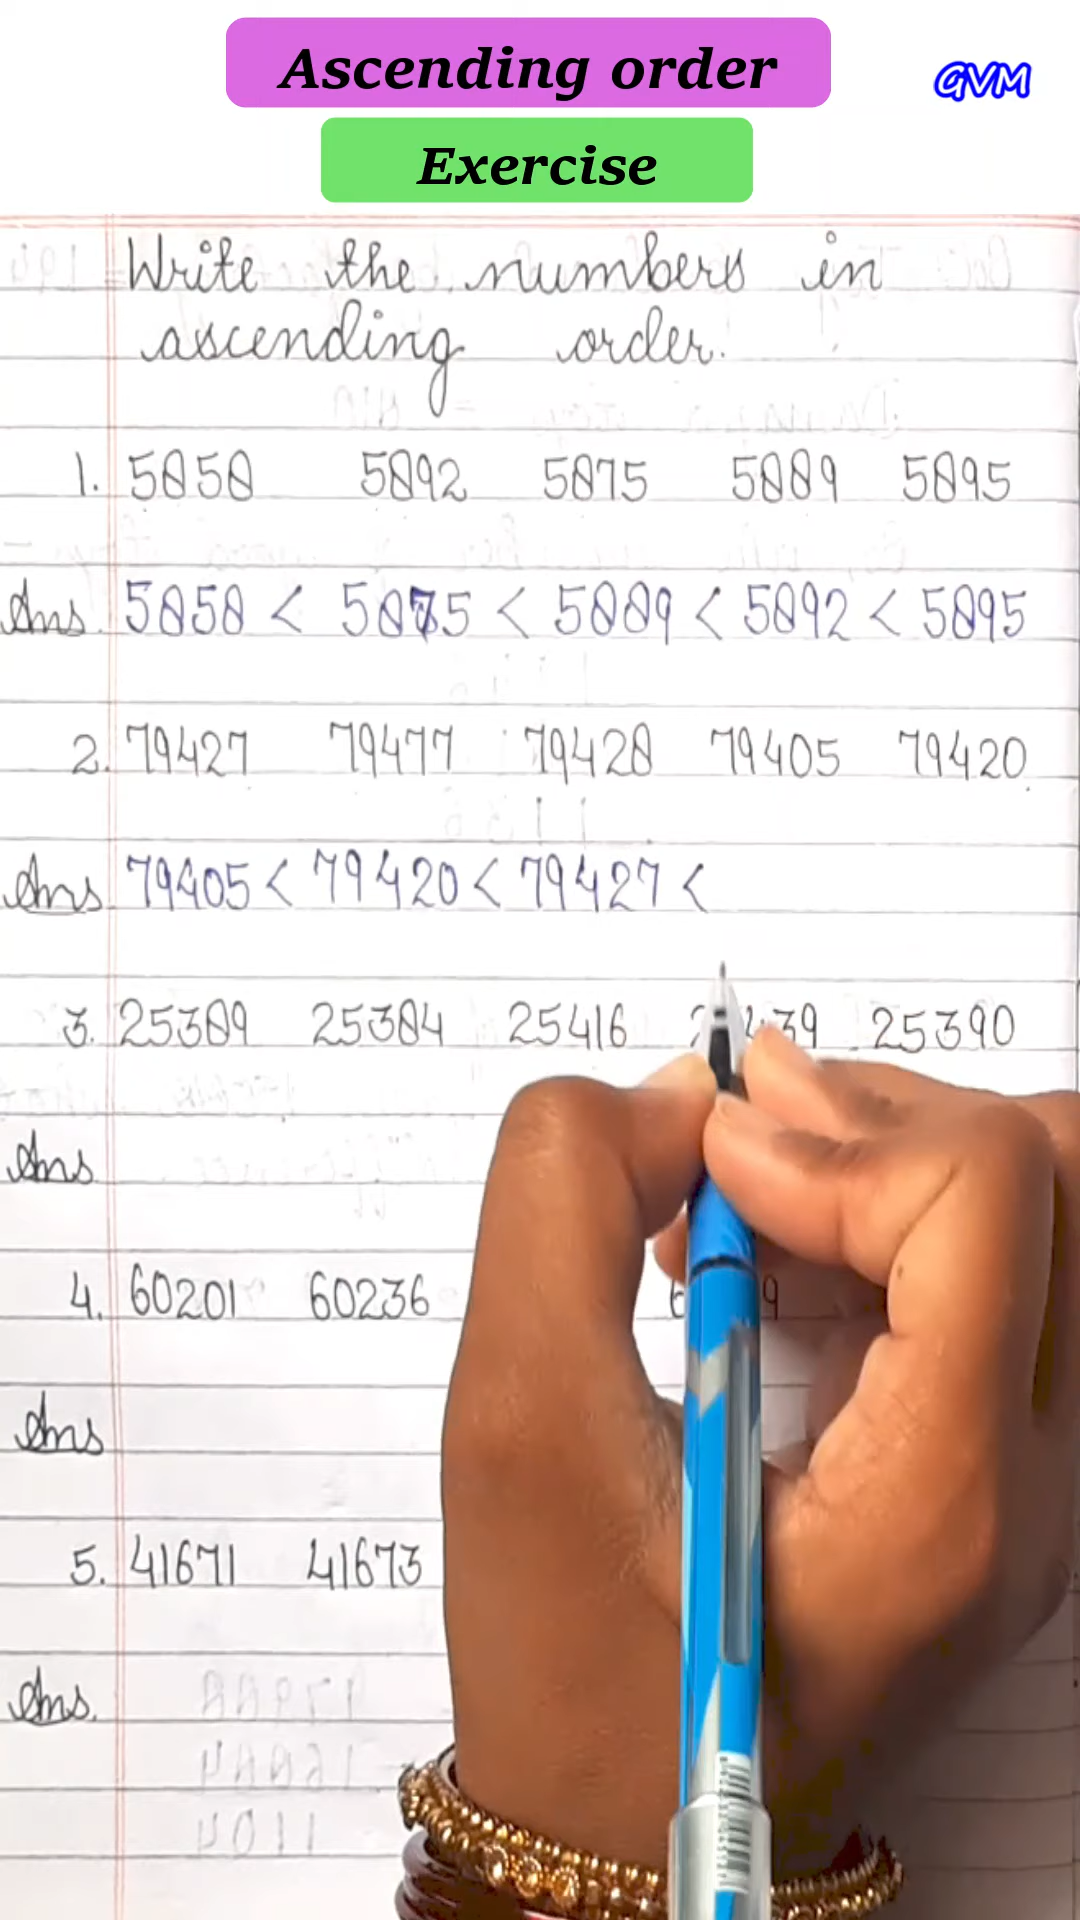 Ascending order
GVM
Exercise
Write the numbers in
ascending order.
1. 5858 5892 5875 5889 5895
Ans. 5858 < 5875 < 5889 < 5892 < 5895
2. 79427 79477 79428 79405 79420
Ans 79405 < 79420 < 79427 <
3. 25389 25384 25416 439 25390
Ans
4. 60201 60236
Ans
5. 41671 41673
Ans.